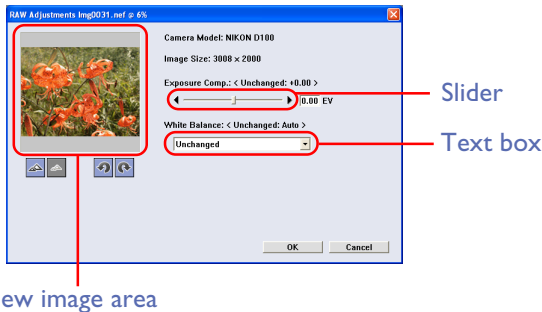 RAW Adjustments Img0031.nef @ 6%
Camera Model: NIKON D100
Image Size: 3008 x 2000
Exposure Comp.: < Unchanged: +0.00 >
0.00 EV
Slider
White Balance: < Unchanged: Auto >
Unchanged
Text box
OK Cancel
ew image area